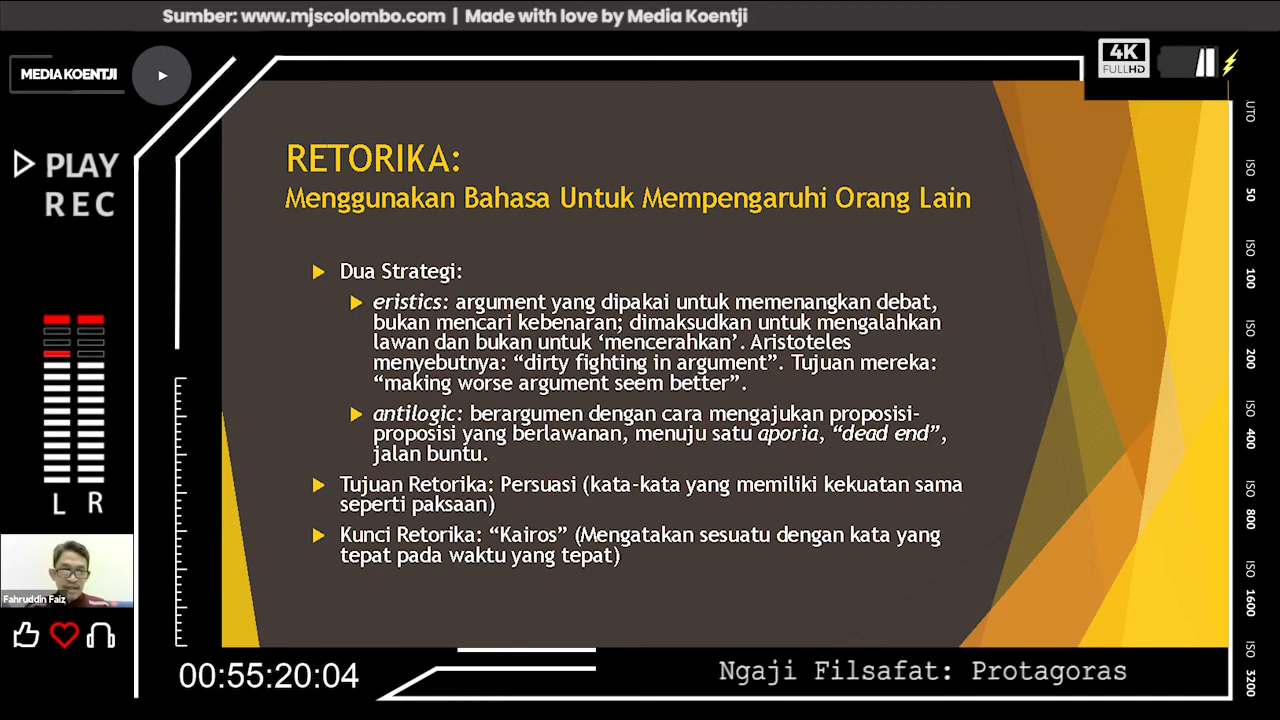 Sumber: www.mjscolombo.com | Made with love by Media Koentji
MEDIA KOENTJI
4K
FULL HD
PLAY
REC
RETORIKA:
Menggunakan Bahasa Untuk Mempengaruhi Orang Lain
Dua Strategi:
eristics: argument yang dipakai untuk memenangkan debat,
bukan mencari kebenaran; dimaksudkan untuk mengalahkan
lawan dan bukan untuk ‘mencerahkan’. Aristoteles
menyebutnya: “dirty fighting in argument”. Tujuan mereka:
“making worse argument seem better”.
antilogic: berargumen dengan cara mengajukan proposisi-
proposisi yang berlawanan, menuju satu aporia, “dead end”,
jalan buntu.
Tujuan Retorika: Persuasi (kata-kata yang memiliki kekuatan sama
seperti paksaan)
Kunci Retorika: “Kairos” (Mengatakan sesuatu dengan kata yang
tepat pada waktu yang tepat)
L R
Fahruddin Faiz
00:55:20:04
Ngaji Filsafat: Protagoras
UTO
ISO
50
ISO
100
ISO
200
ISO
400
ISO
800
ISO
1600
ISO
3200